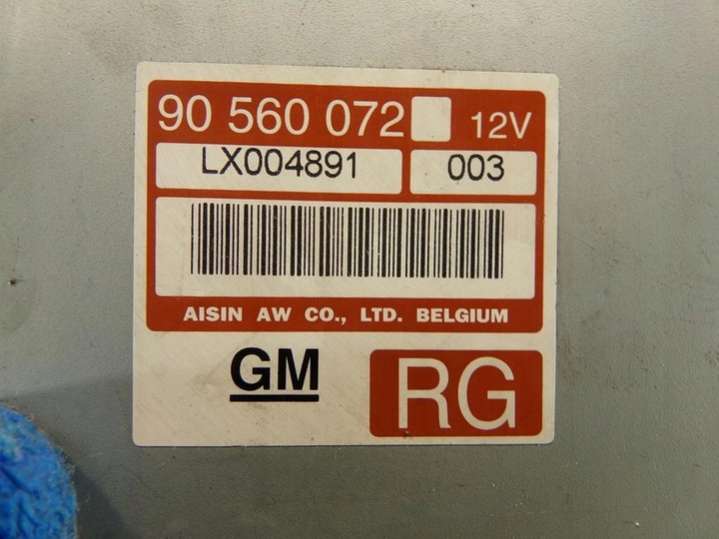 90 560 072 12V
LX004891 003
AISIN AW CO., LTD. BELGIUM
GM RG